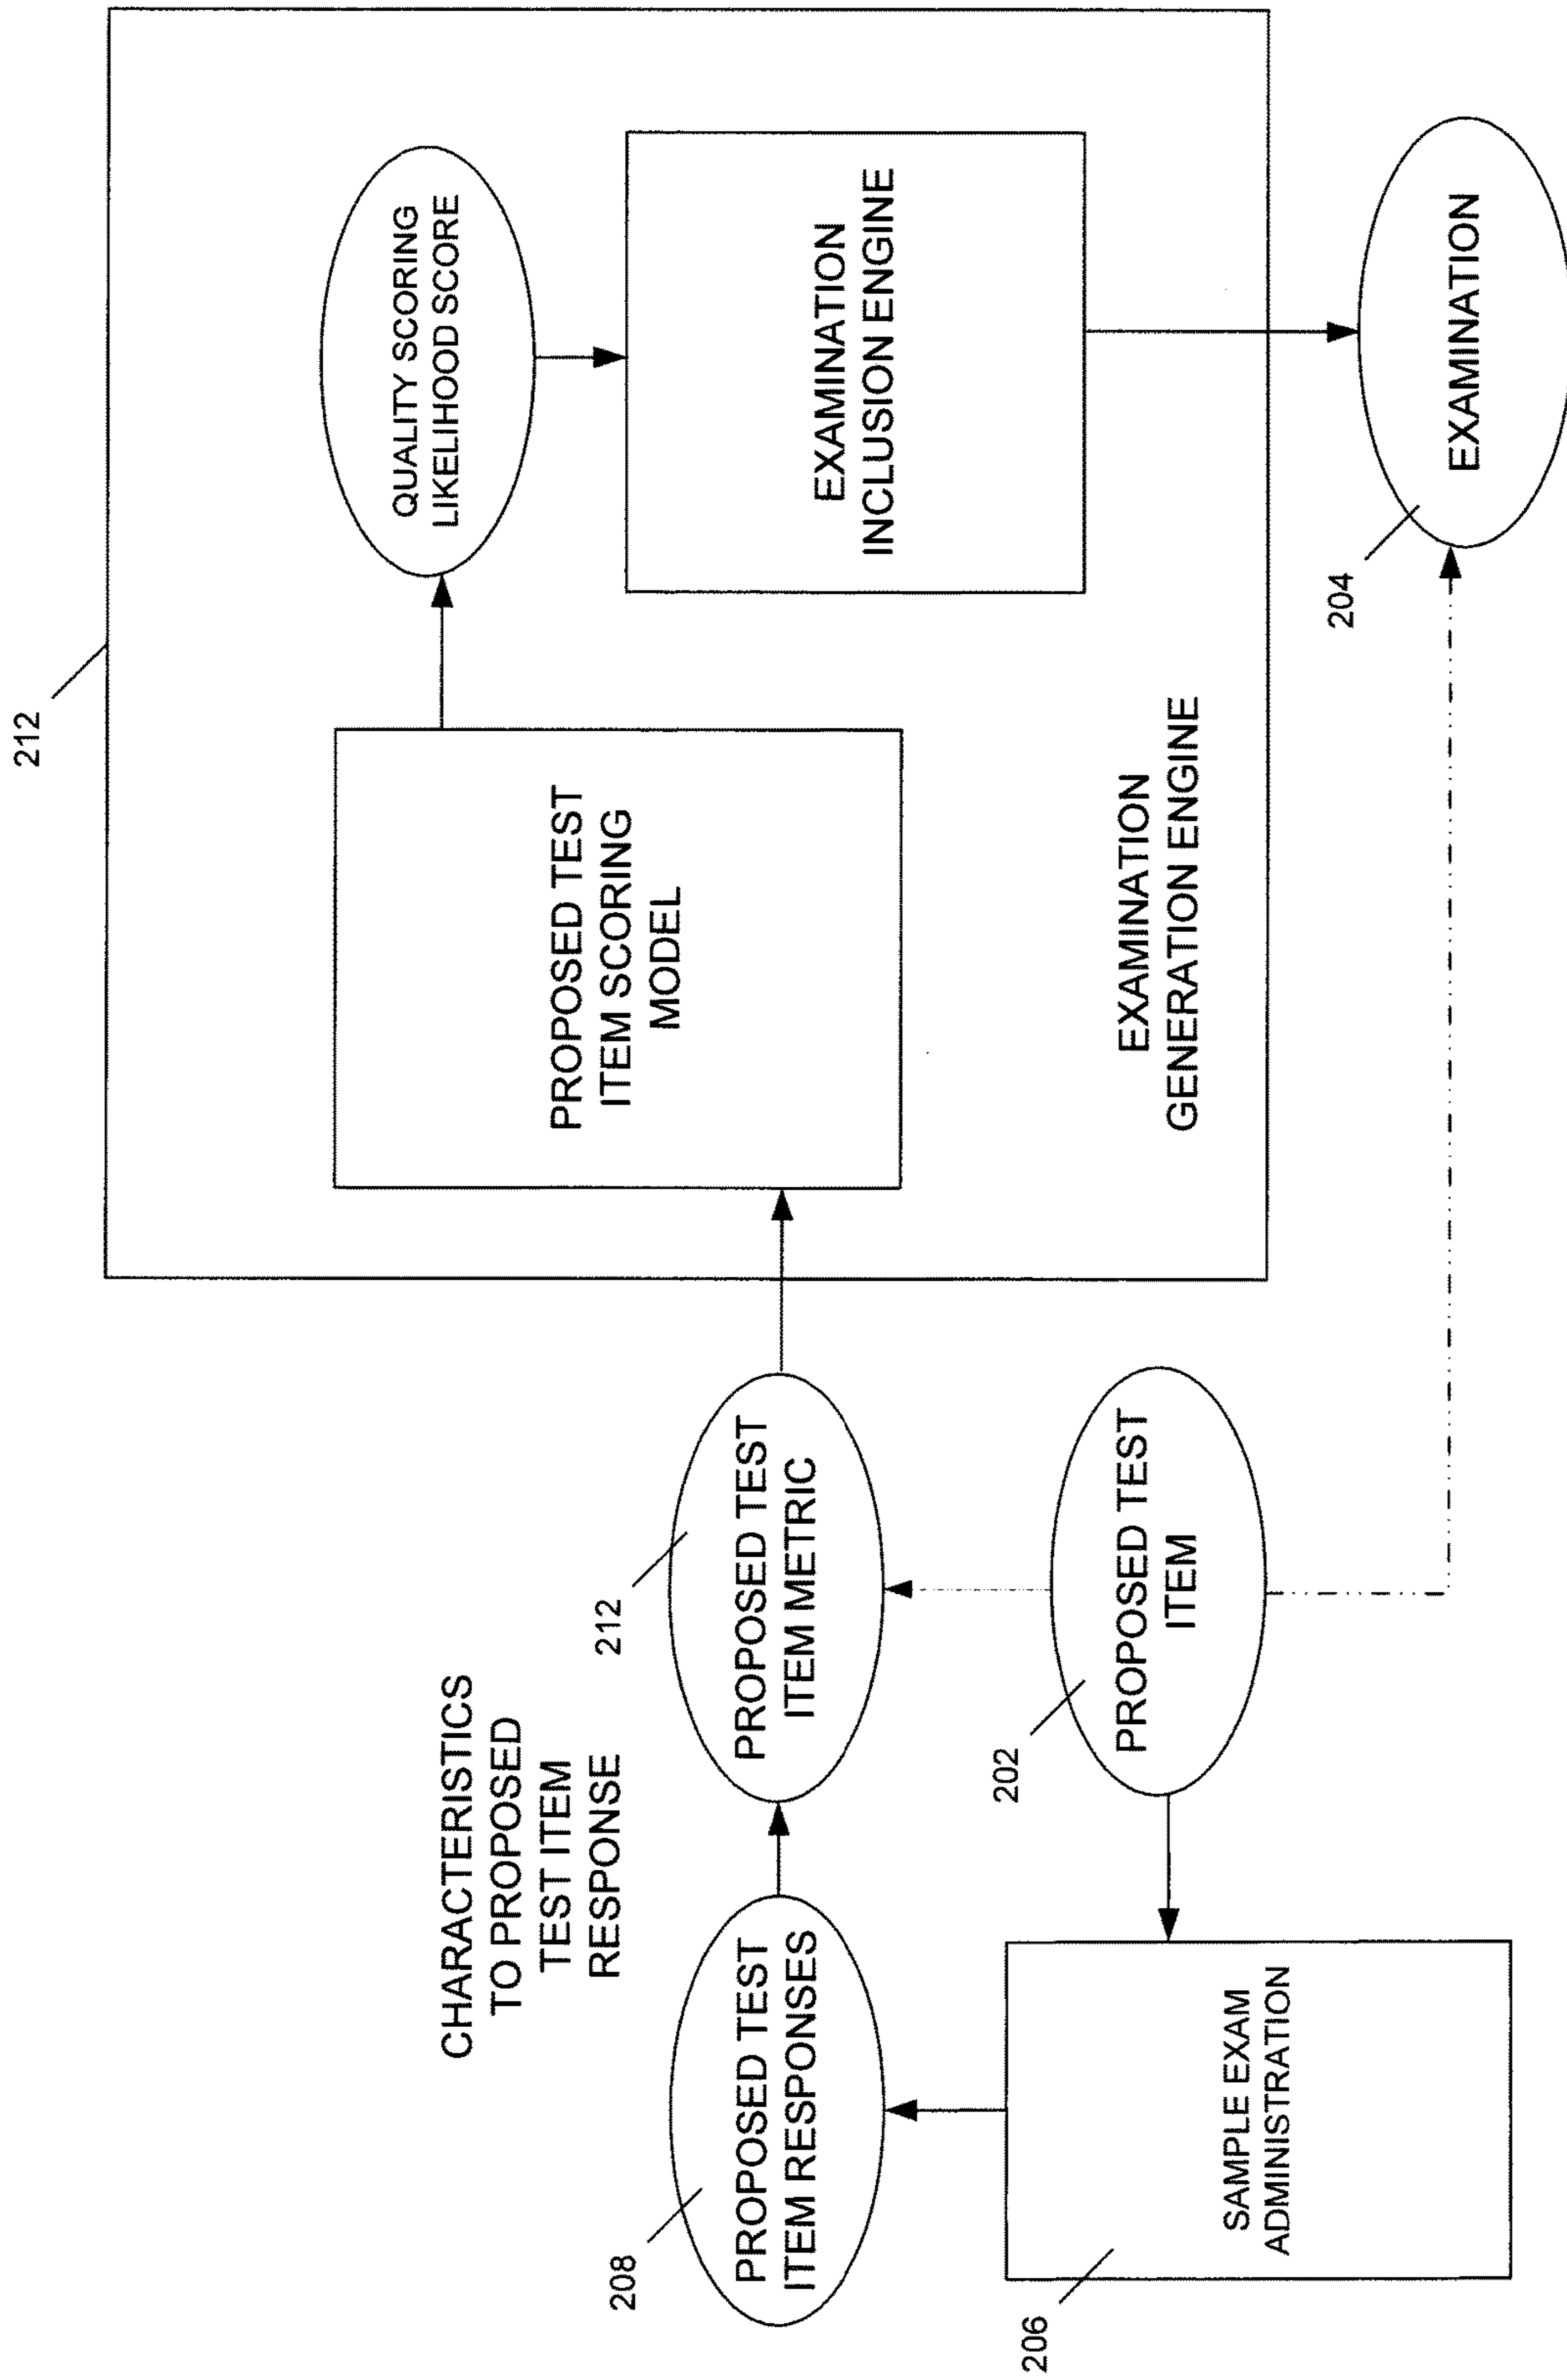 212
QUALITY SCORING
LIKELIHOOD SCORE
PROPOSED TEST
ITEM SCORING
MODEL
EXAMINATION
INCLUSION ENGINE
EXAMINATION
GENERATION ENGINE
CHARACTERISTICS
TO PROPOSED
TEST ITEM
RESPONSE
208
PROPOSED TEST
ITEM RESPONSES
212
PROPOSED TEST
ITEM METRIC
202
PROPOSED TEST
ITEM
206
SAMPLE EXAM
ADMINISTRATION
204
EXAMINATION